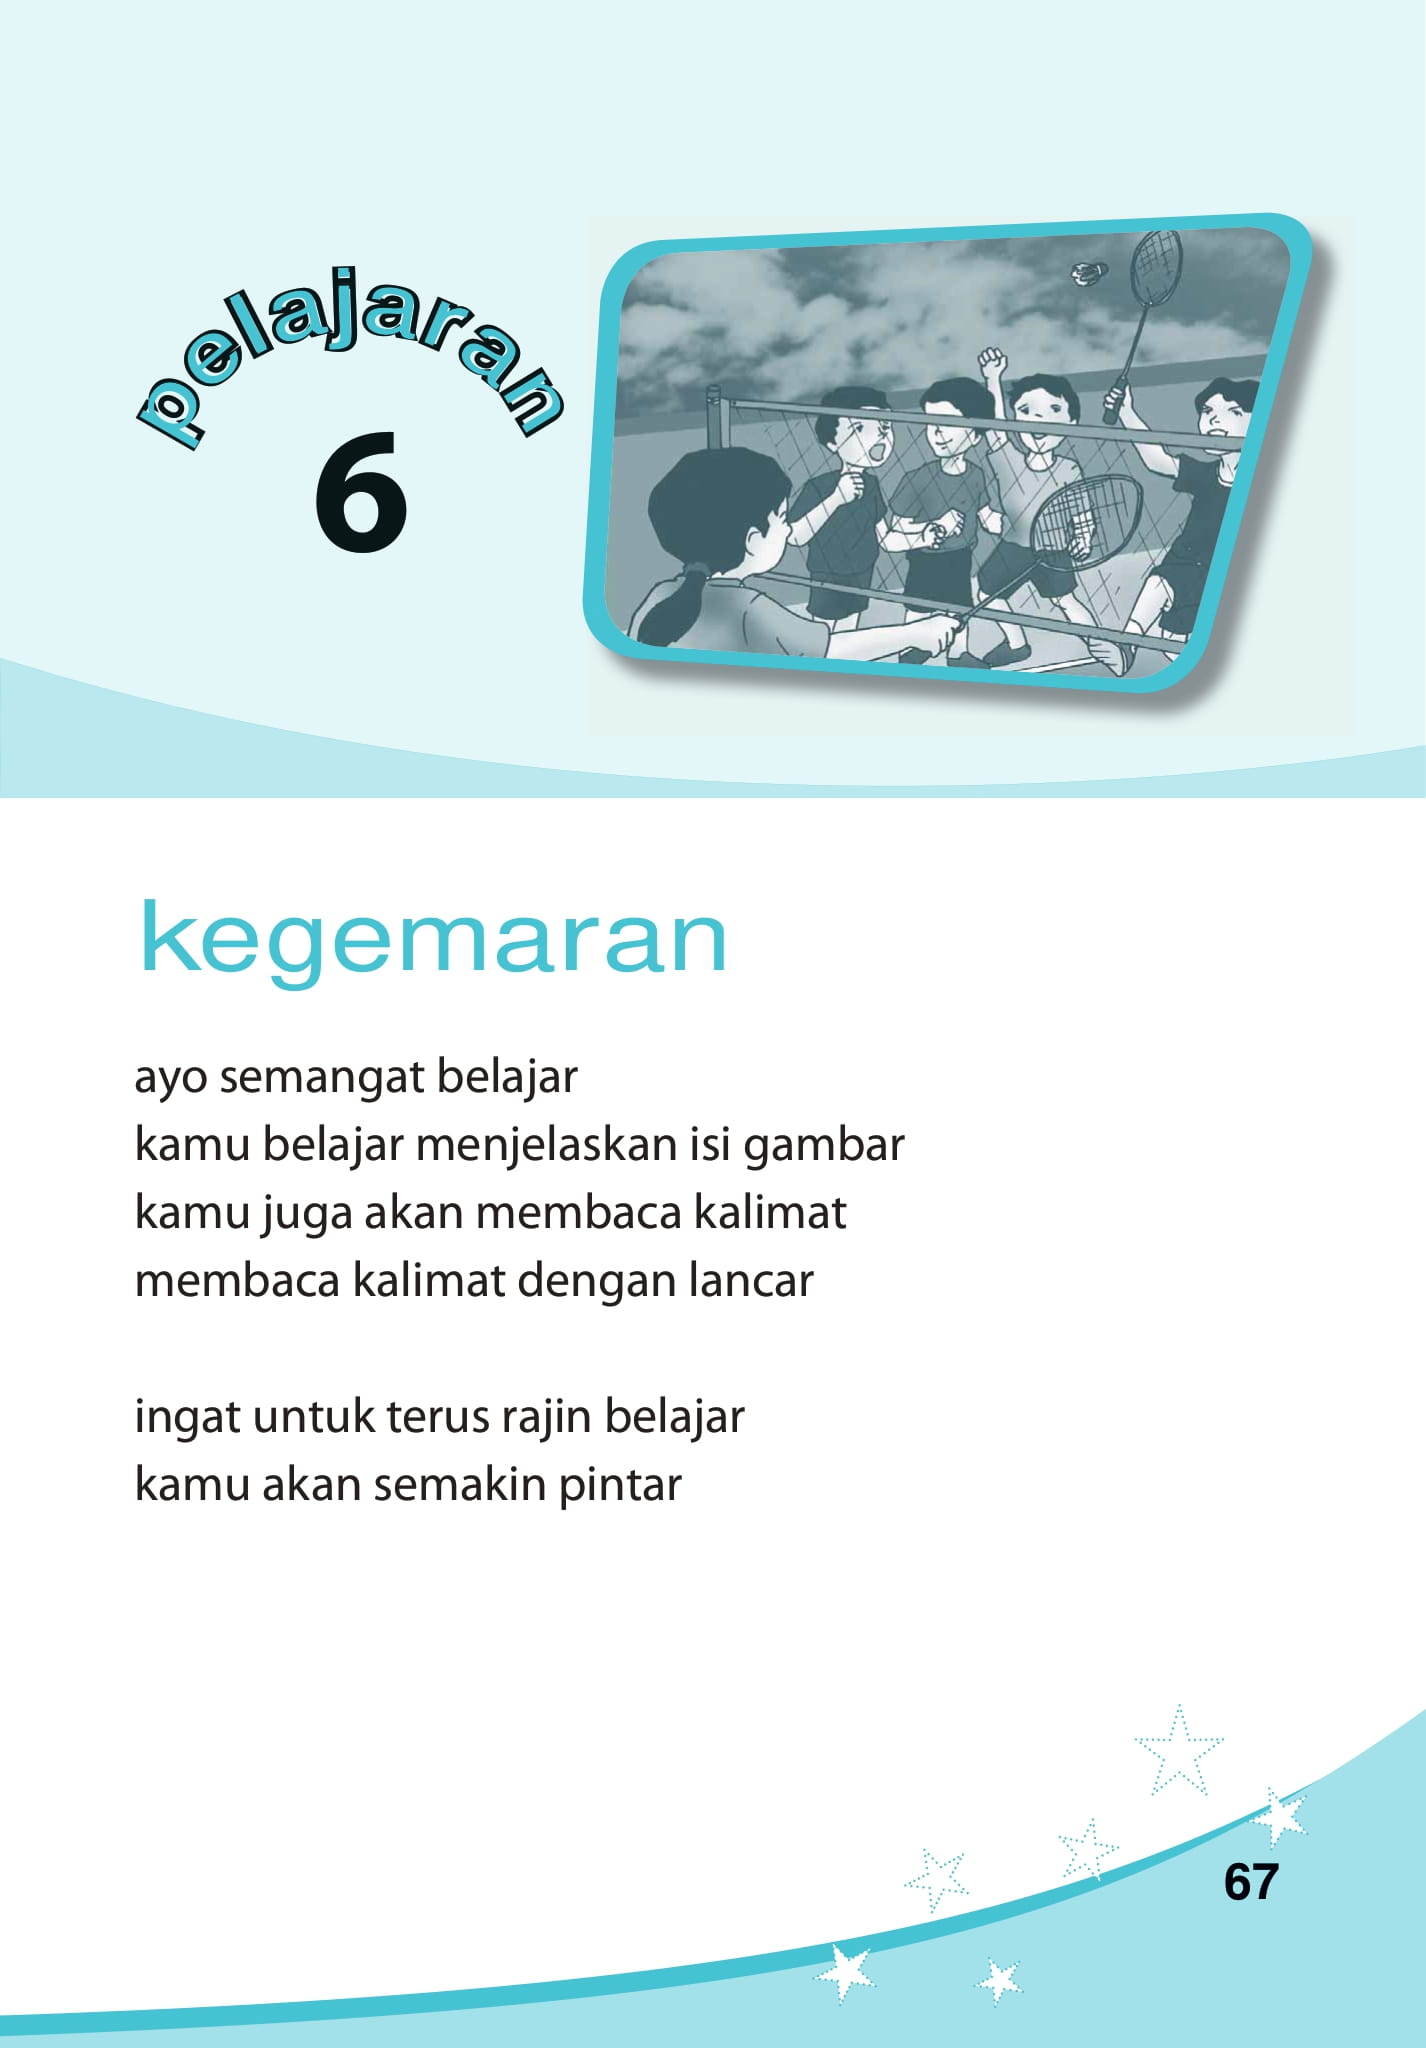 pelajaran
6
kegemaran
ayo semangat belajar
kamu belajar menjelaskan isi gambar
kamu juga akan membaca kalimat
membaca kalimat dengan lancar
ingat untuk terus rajin belajar
kamu akan semakin pintar
67